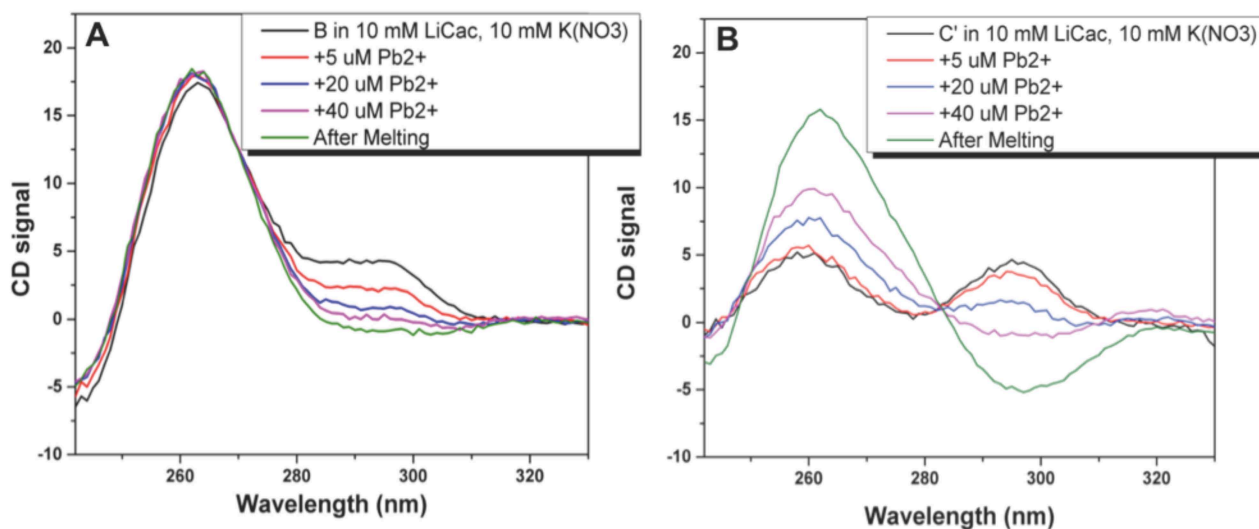 A
B in 10 mM LiCac, 10 mM K(NO3)
+5 uM Pb2+
+20 uM Pb2+
+40 uM Pb2+
After Melting
20
15
10
5
0
-5
-10
CD signal
260
280
300
320
Wavelength (nm)
B
C' in 10 mM LiCac, 10 mM K(NO3)
+5 uM Pb2+
+20 uM Pb2+
+40 uM Pb2+
After Melting
20
15
10
5
0
-5
-10
CD signal
260
280
300
320
Wavelength (nm)